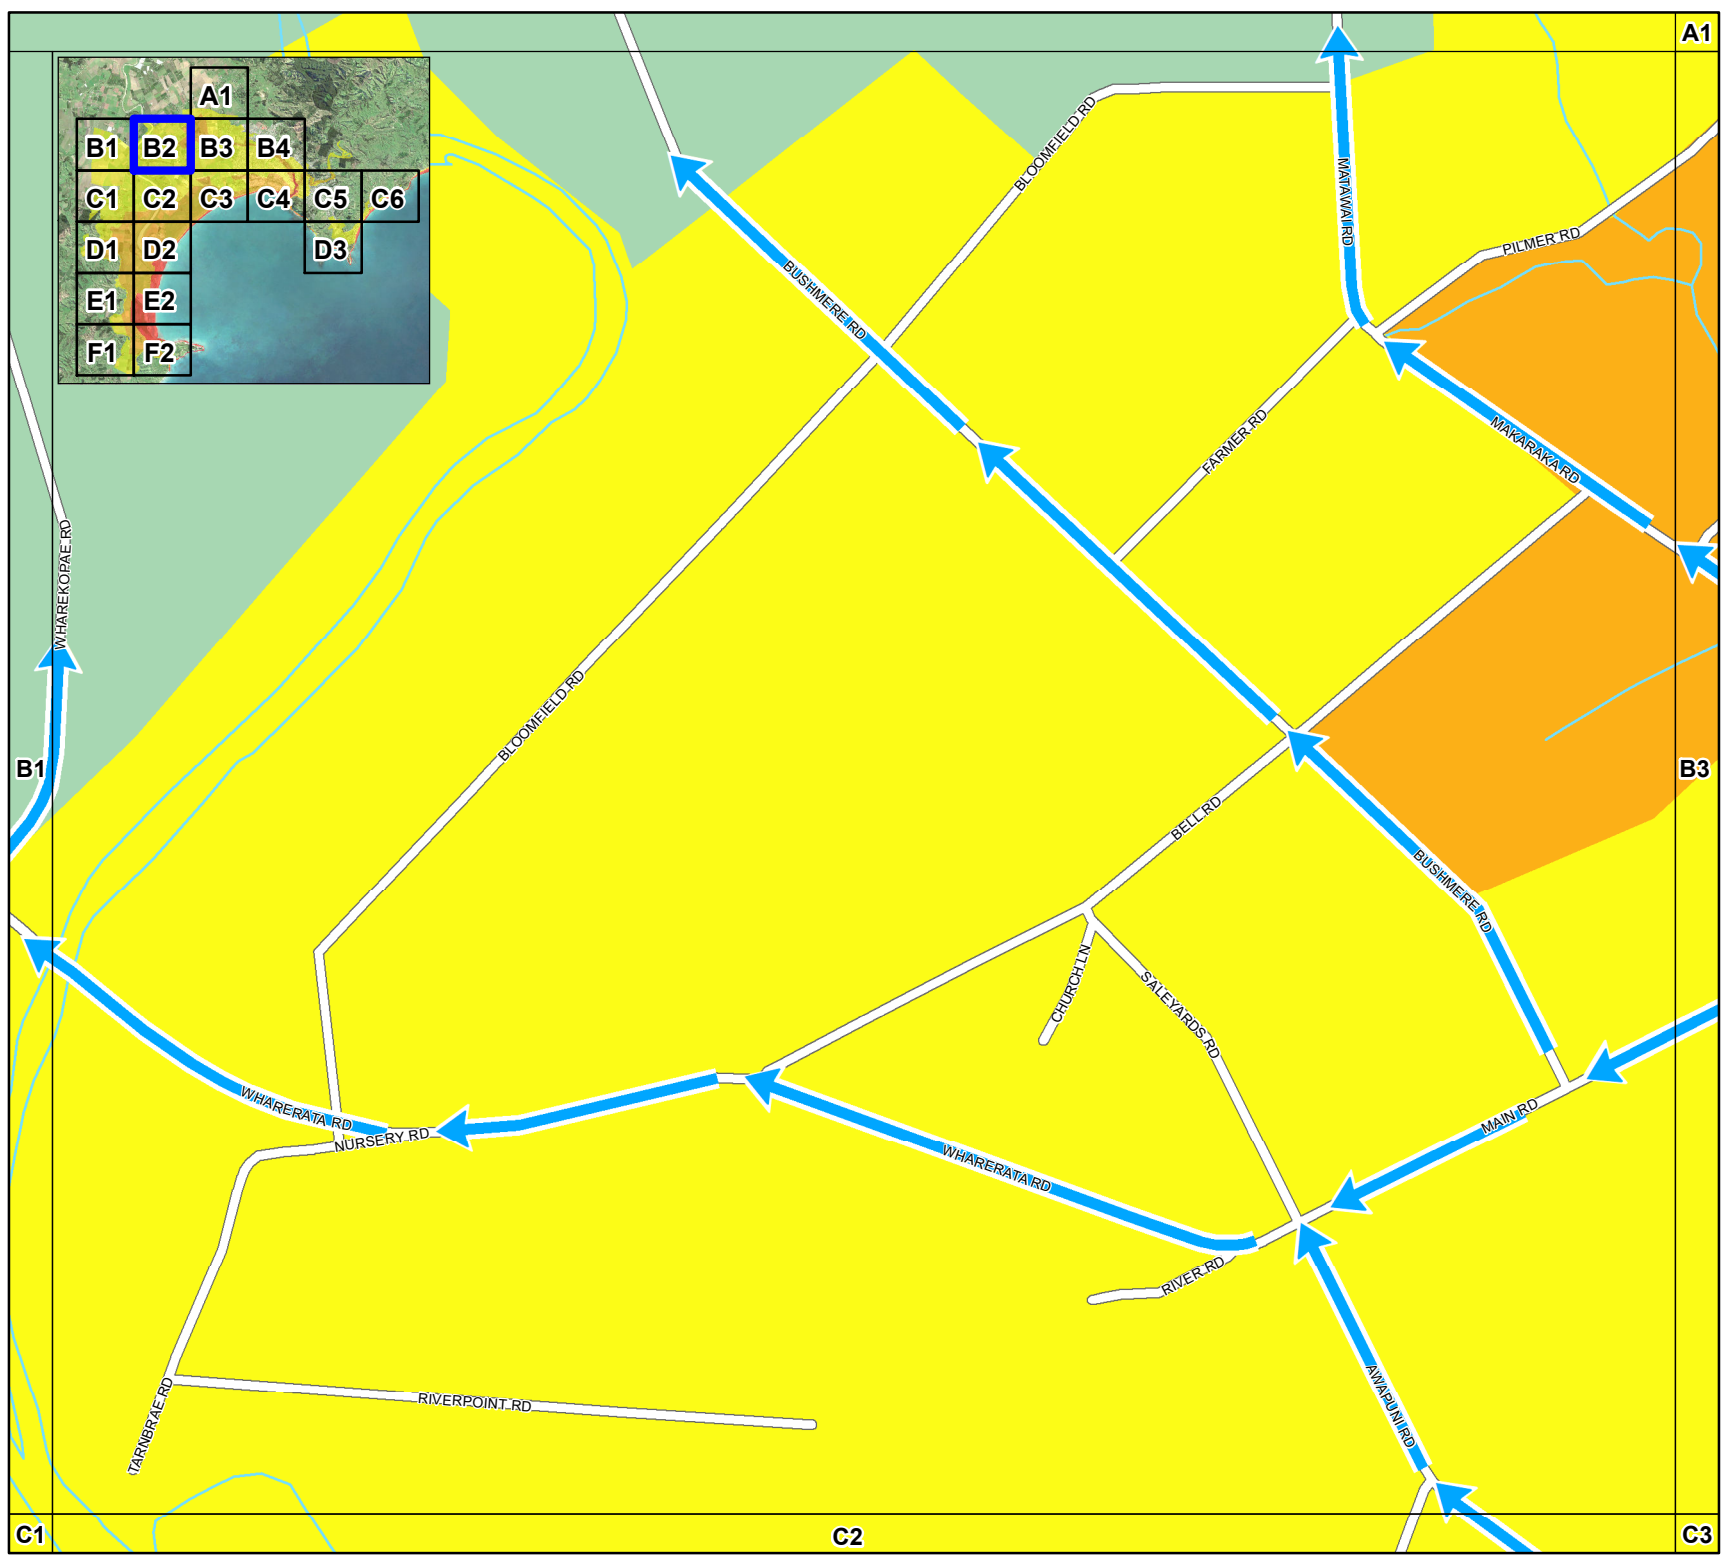 A1
A1
B1 B2 B3 B4
C1 C2 C3 C4 C5 C6
D1 D2 D3
E1 E2
F1 F2
BLOOMFIELD RD
MATAWAI RD
PILMER RD
BUSHMERE RD
FARMER RD
MAKARAKA RD
WHAREKOPAE RD
BLOOMFIELD RD
B1
B3
BELL RD
BUSHMERE RD
CHURCH LN
SALEYARDS RD
WHARERATA RD
NURSERY RD
MAIN RD
WHARERATA RD
RIVER RD
AWAPUNI RD
RIVERPOINT RD
TARNBRAE RD
C1
C2
C3